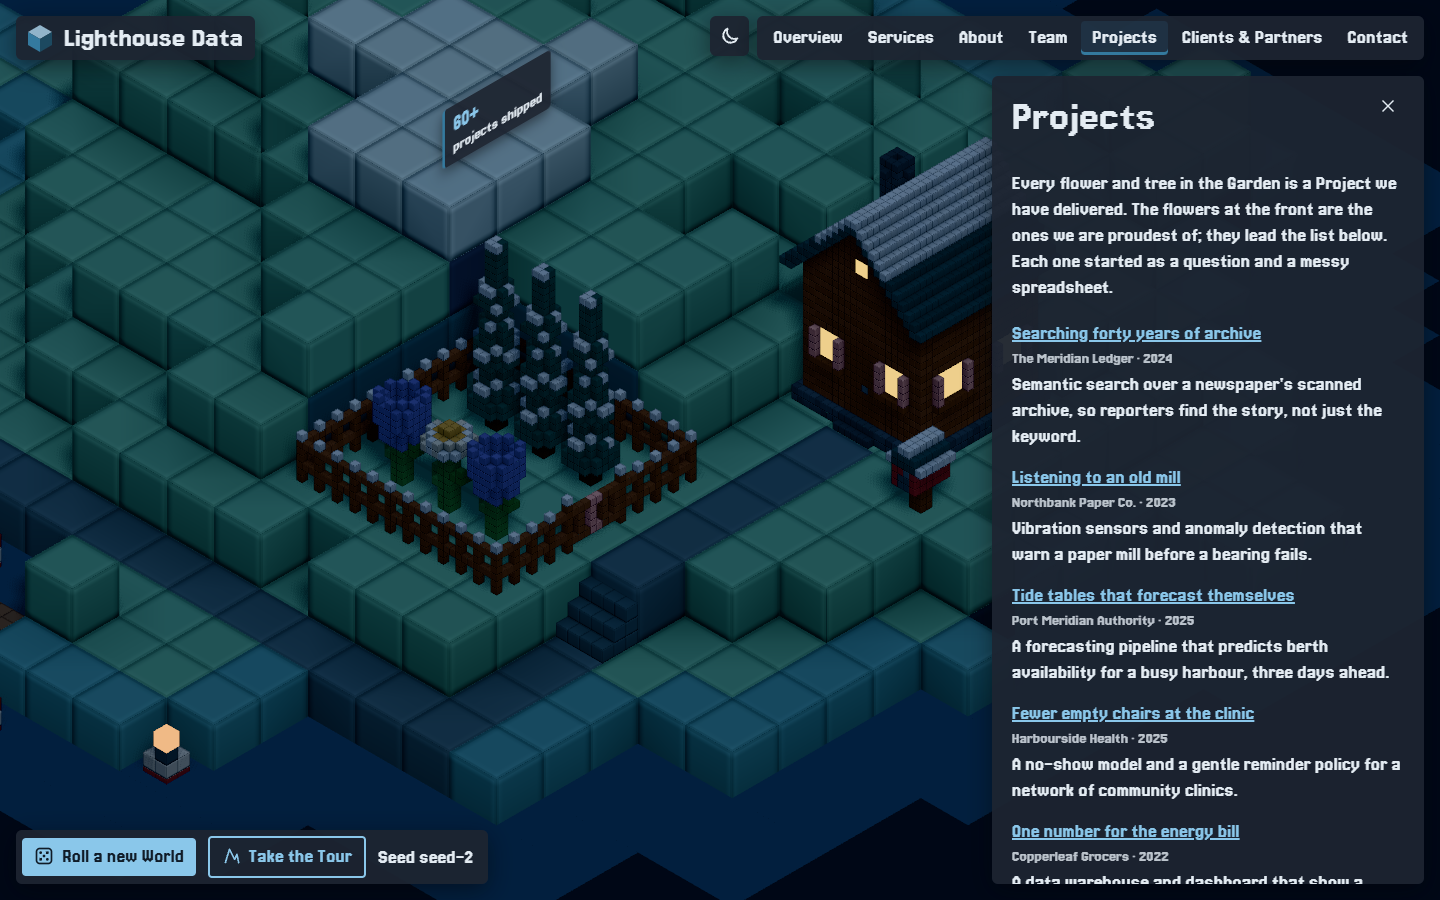 Lighthouse Data
Overview
Services
About
Team
Projects
Clients & Partners
Contact
60+
projects shipped
Projects
Every flower and tree in the Garden is a Project we
have delivered. The flowers at the front are the
ones we are proudest of; they lead the list below.
Each one started as a question and a messy
spreadsheet.
Searching forty years of archive
The Meridian Ledger · 2024
Semantic search over a newspaper's scanned
archive, so reporters find the story, not just the
keyword.
Listening to an old mill
Northbank Paper Co. · 2023
Vibration sensors and anomaly detection that
warn a paper mill before a bearing fails.
Tide tables that forecast themselves
Port Meridian Authority · 2025
A forecasting pipeline that predicts berth
availability for a busy harbour, three days ahead.
Fewer empty chairs at the clinic
Harbourside Health · 2025
A no-show model and a gentle reminder policy for a
network of community clinics.
One number for the energy bill
Copperleaf Grocers · 2022
A data warehouse and dashboard that show a
Roll a new World
Take the Tour
Seed seed-2